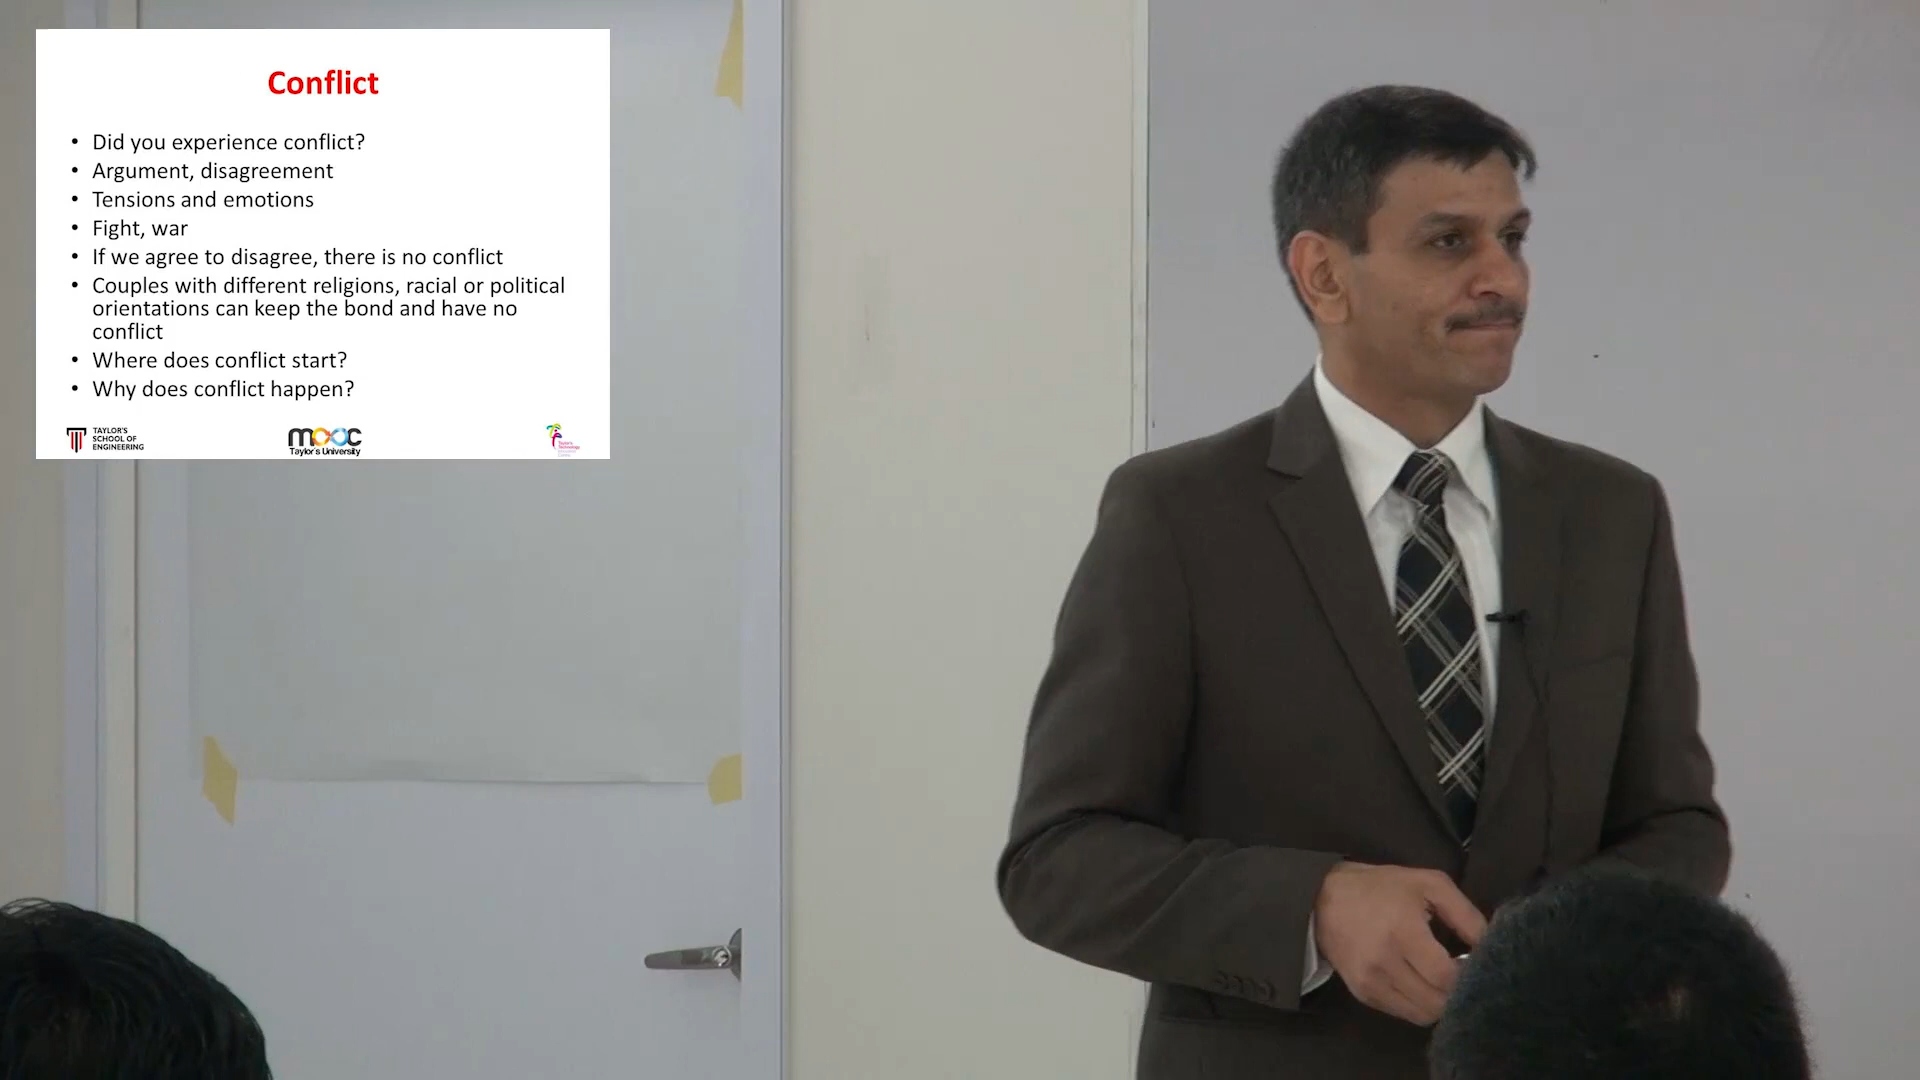 Conflict
• Did you experience conflict?
• Argument, disagreement
• Tensions and emotions
• Fight, war
• If we agree to disagree, there is no conflict
• Couples with different religions, racial or political
orientations can keep the bond and have no
conflict
• Where does conflict start?
• Why does conflict happen?
TAYLOR'S
SCHOOL OF
ENGINEERING
mooc
Taylor's University
Taylor's
Technology